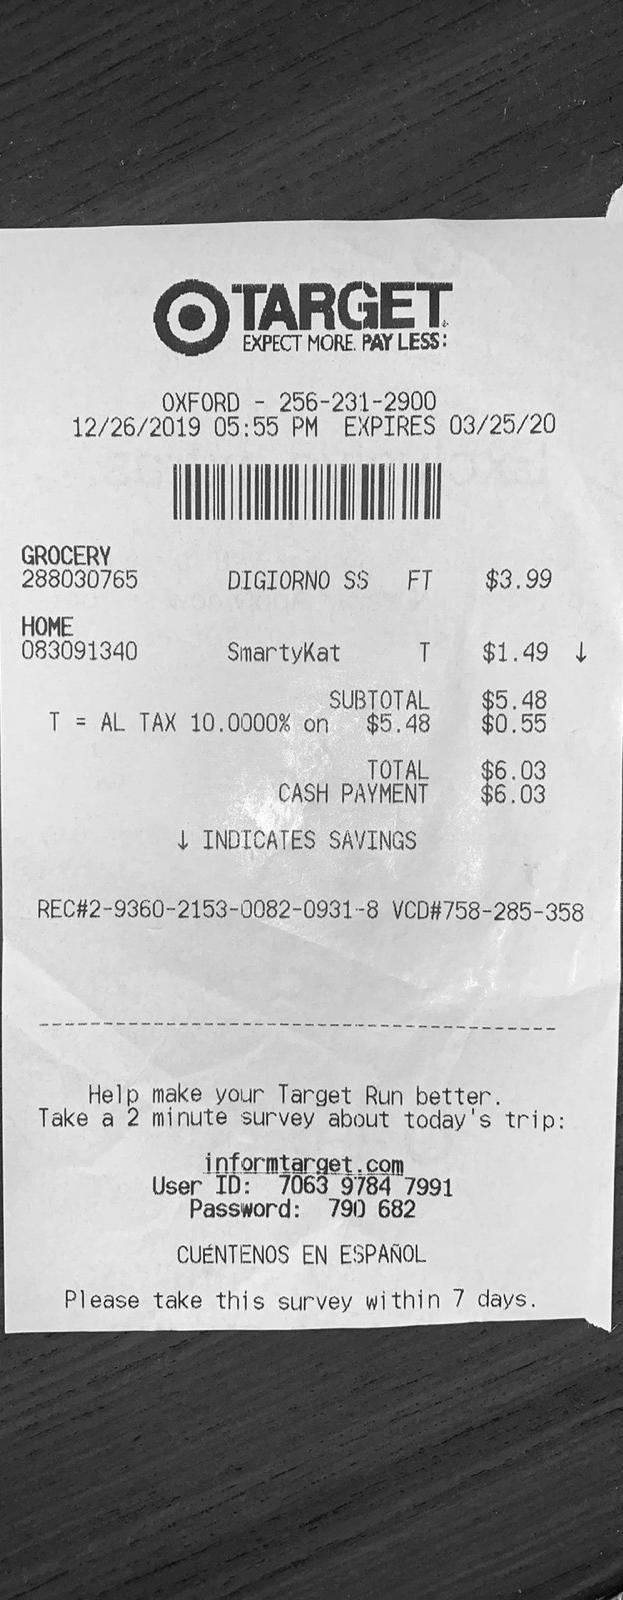 TARGET
EXPECT MORE. PAY LESS.
OXFORD - 256-231-2900
12/26/2019 05:55 PM EXPIRES 03/25/20
GROCERY
288030765 DIGIORNO SS FT $3.99
HOME
083091340 SmartyKat T $1.49 ↓
SUBTOTAL $5.48
T = AL TAX 10.0000% on $5.48 $0.55
TOTAL $6.03
CASH PAYMENT $6.03
↓ INDICATES SAVINGS
REC#2-9360-2153-0082-0931-8 VCD#758-285-358
Help make your Target Run better.
Take a 2 minute survey about today's trip:
informtarget.com
User ID: 7063 9784 7991
Password: 790 682
CUÉNTENOS EN ESPAÑOL
Please take this survey within 7 days.